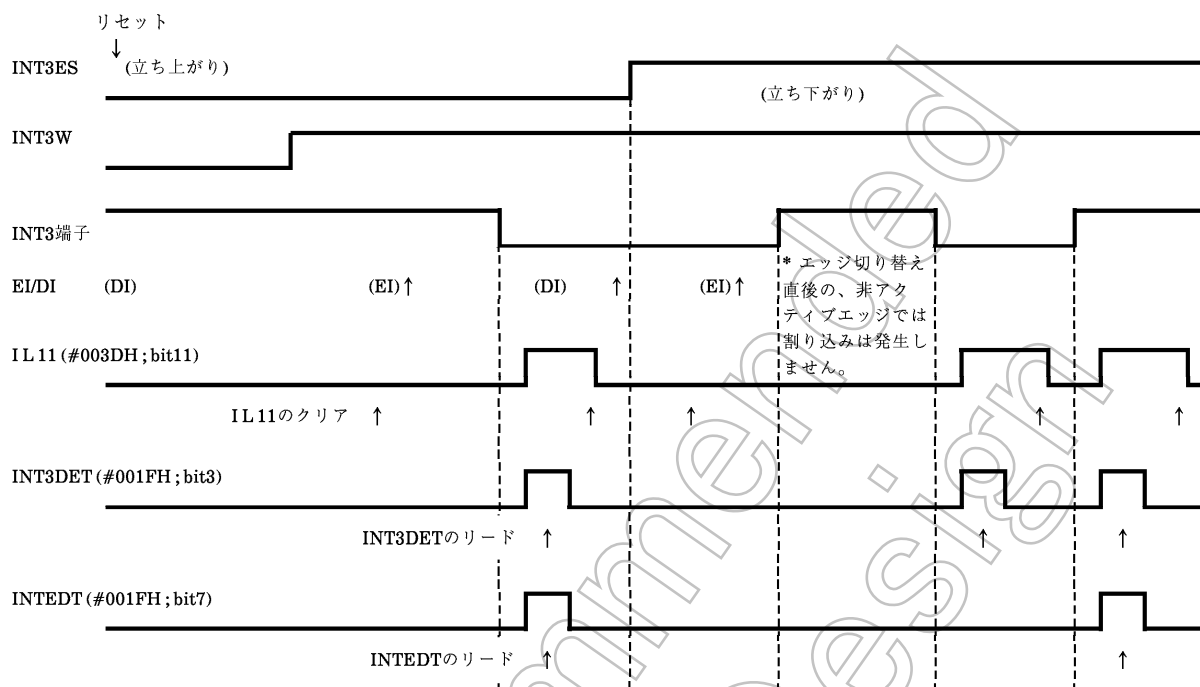 リセット
↓
INT3ES (立ち上がり)
(立ち下がり)
INT3W
INT3端子
* エッジ切り替え
直後の、非アク
ティブエッジでは
割り込みは発生し
ません。
EI/DI (DI) (EI)↑ (DI) ↑ (EI)↑
IL11(#003DH;bit11)
IL11のクリア ↑ ↑ ↑ ↑ ↑
INT3DET(#001FH;bit3)
INT3DETのリード ↑ ↑ ↑
INTEDT(#001FH;bit7)
INTEDTのリード ↑ ↑
mmended
esign